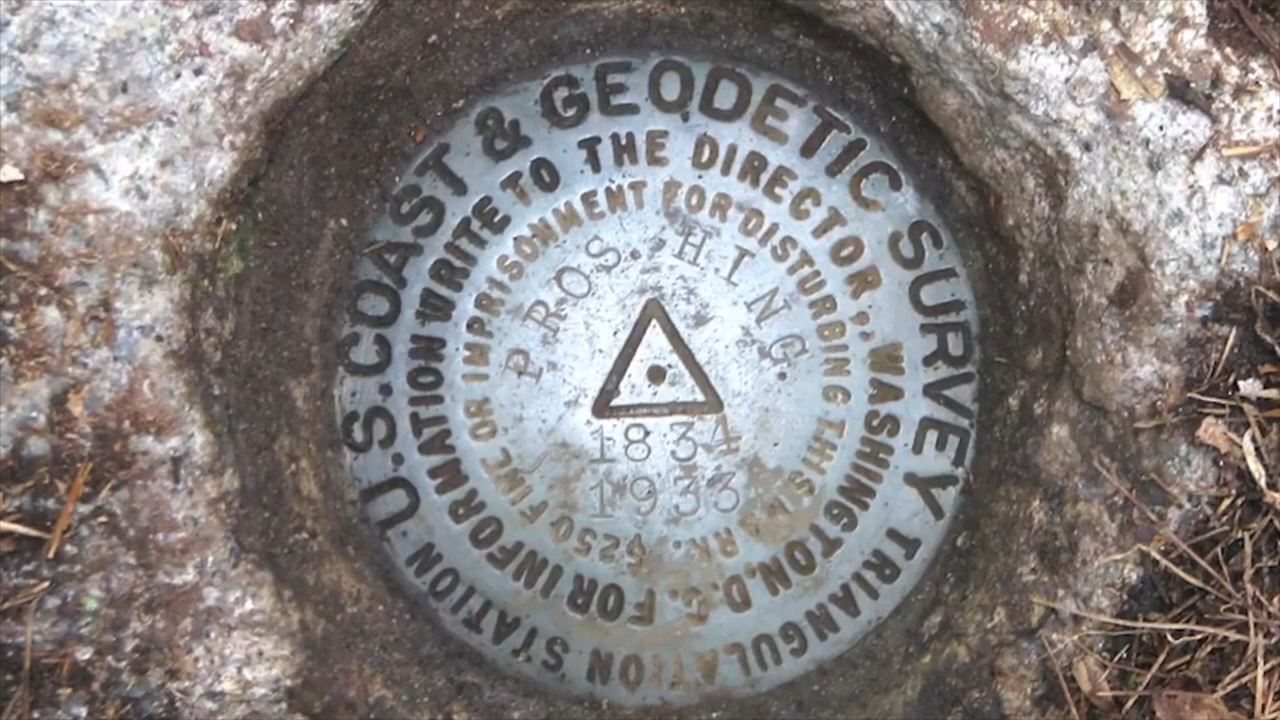 U.S. COAST & GEODETIC SURVEY TRIANGULATION STATION
FOR INFORMATION WRITE TO THE DIRECTOR, WASHINGTON, D.C.
$250 FINE OR IMPRISONMENT FOR DISTURBING THIS MARK.
PROS. HING.
1834
1933